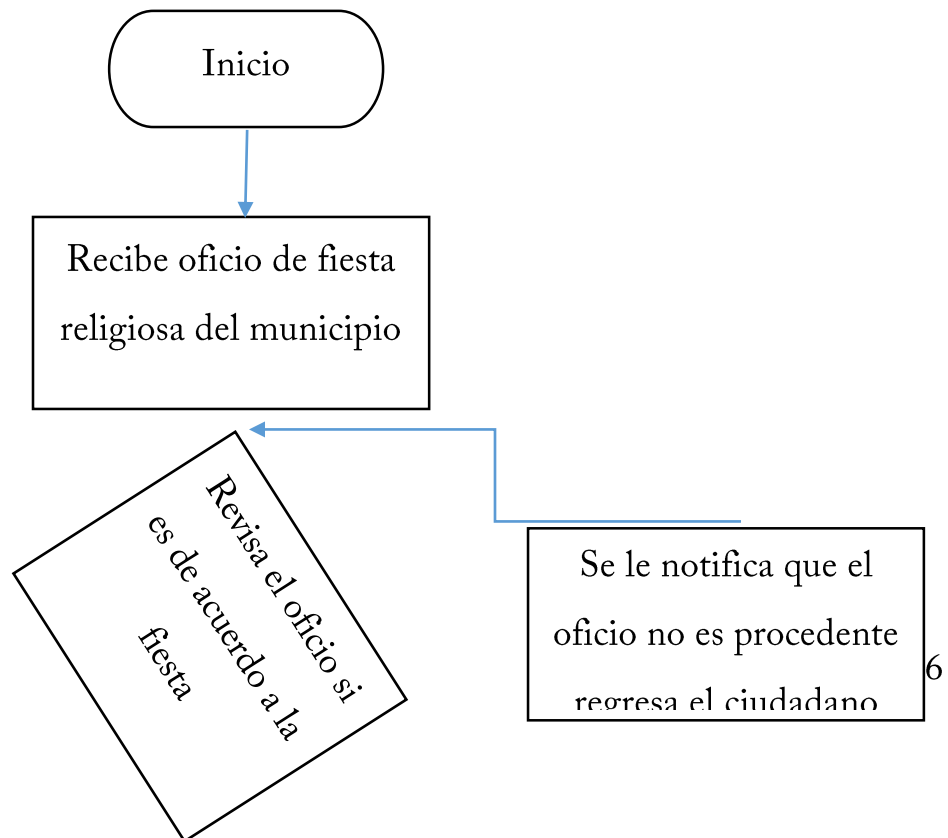 Inicio
Recibe oficio de fiesta
religiosa del municipio
Revisa el oficio si
es de acuerdo a la
fiesta
Se le notifica que el
oficio no es procedente
regresa el ciudadano
6